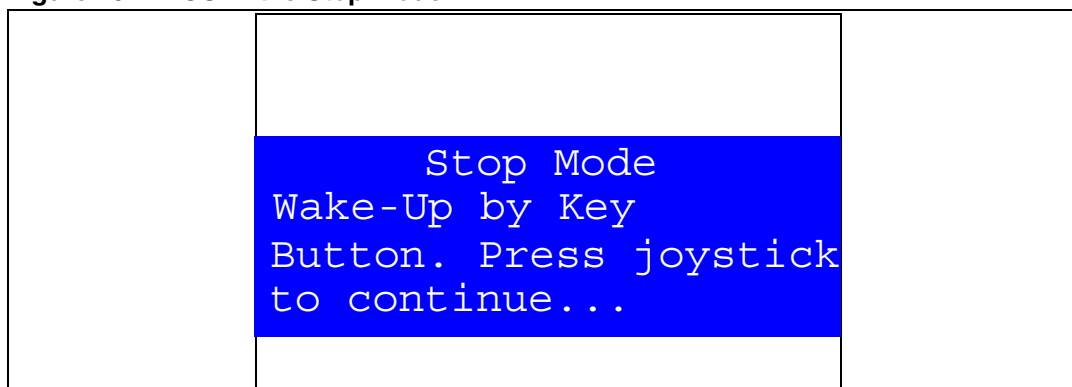 Stop Mode
Wake-Up by Key
Button. Press joystick
to continue...